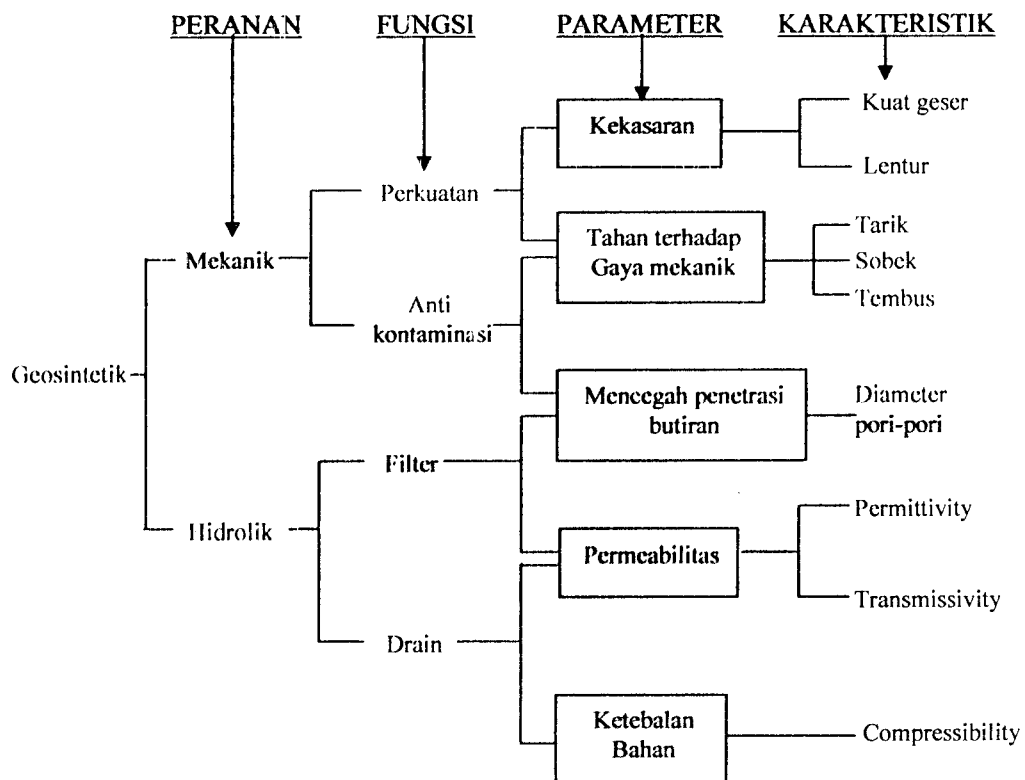 PERANAN FUNGSI PARAMETER KARAKTERISTIK
Kekasaran
Kuat geser
Lentur
Perkuatan
Tahan terhadap
Gaya mekanik
Tarik
Sobek
Tembus
Mekanik
Anti
kontaminasi
Geosintetik
Mencegah penetrasi
butiran
Diameter
pori-pori
Filter
Hidrolik
Permeabilitas
Permittivity
Transmissivity
Drain
Ketebalan
Bahan
Compressibility